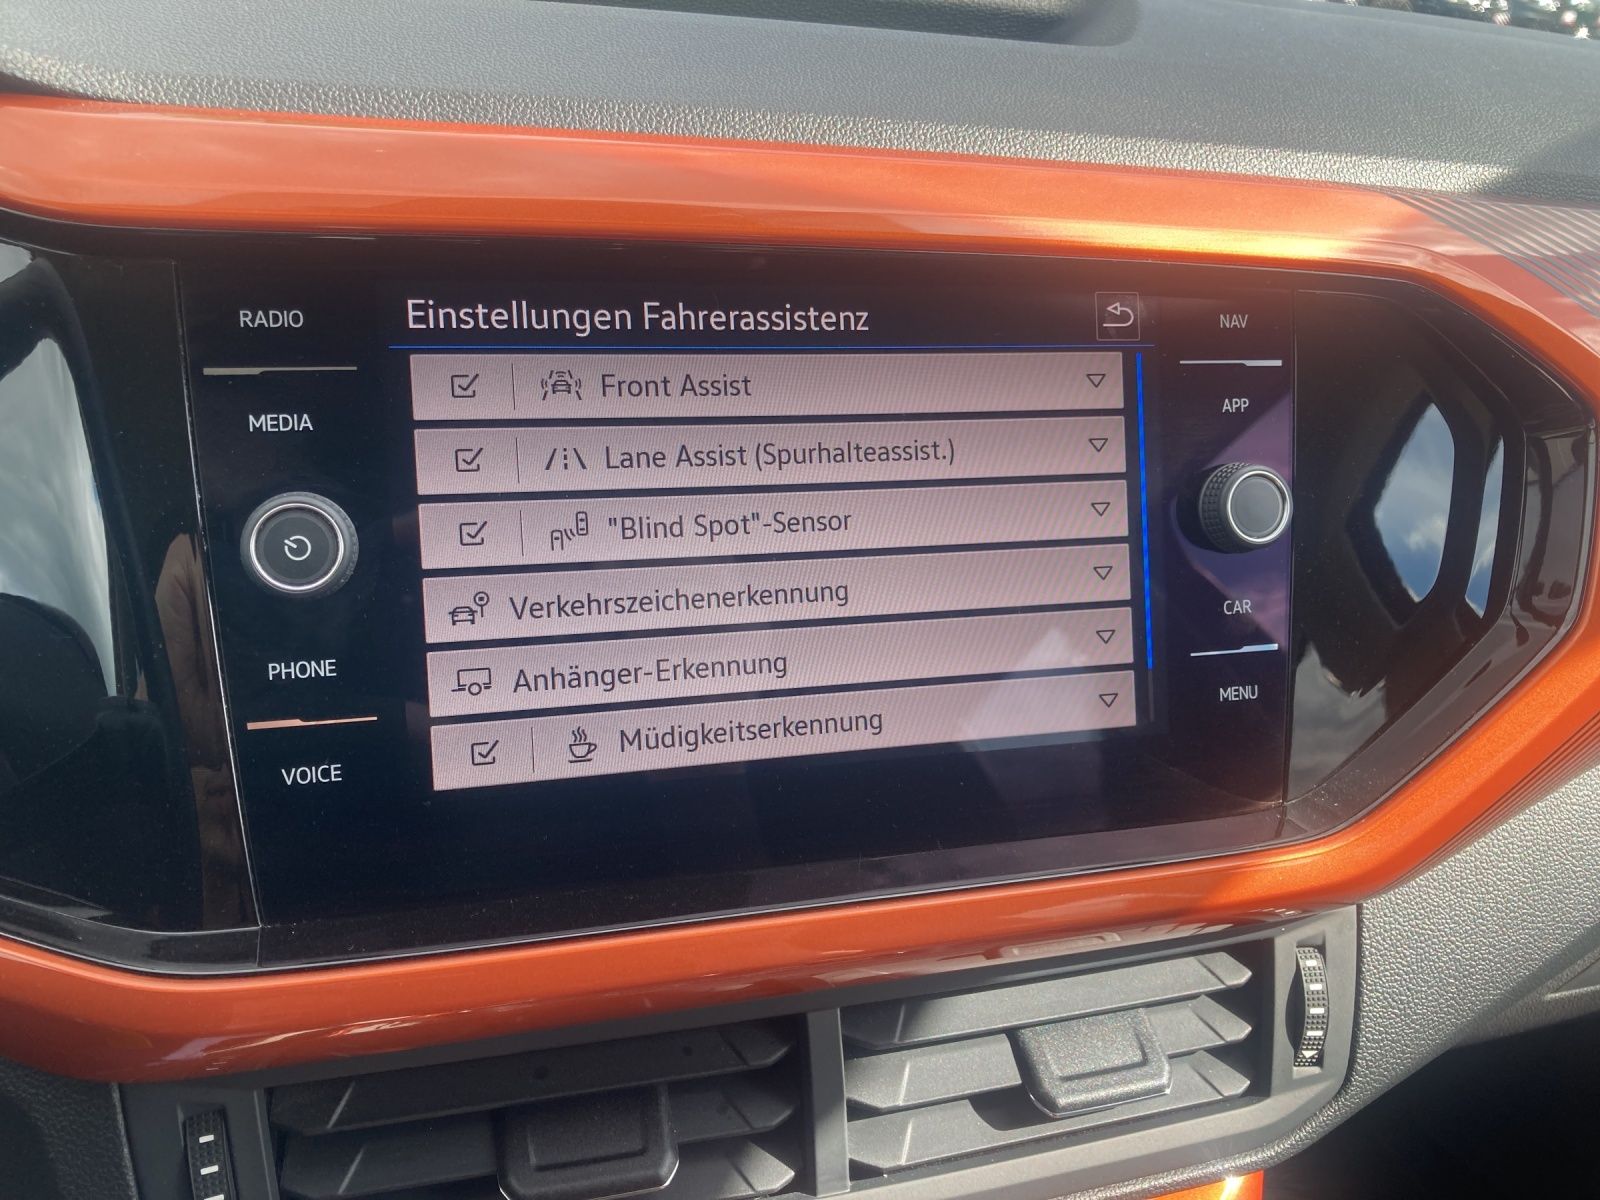 RADIO
MEDIA
PHONE
VOICE
Einstellungen Fahrerassistenz
Front Assist
Lane Assist (Spurhalteassist.)
"Blind Spot"-Sensor
Verkehrszeichenerkennung
Anhänger-Erkennung
Müdigkeitserkennung
NAV
APP
CAR
MENU